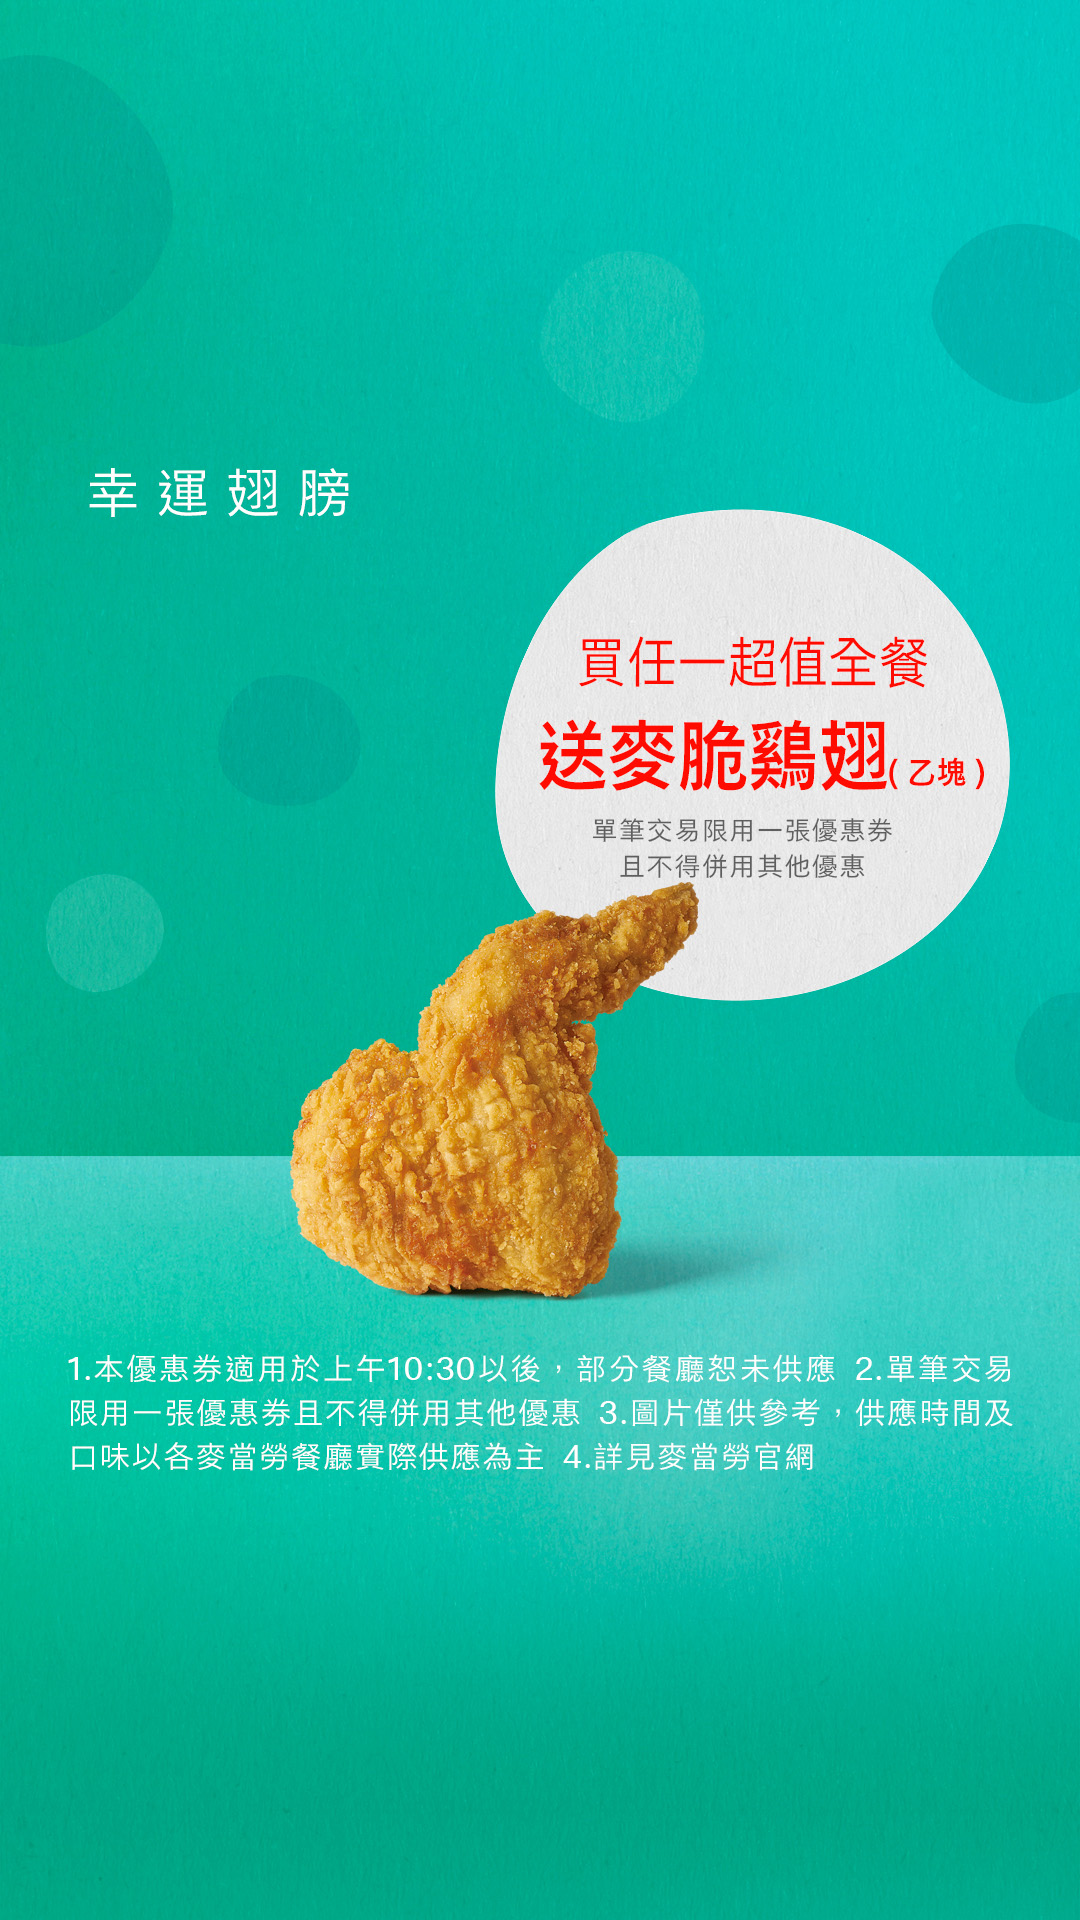 幸運翅膀
買任一超值全餐
送麥脆鷄翅(乙塊)
單筆交易限用一張優惠券
且不得併用其他優惠
1.本優惠券適用於上午10:30以後，部分餐廳恕未供應 2.單筆交易
限用一張優惠券且不得併用其他優惠 3.圖片僅供參考，供應時間及
口味以各麥當勞餐廳實際供應為主 4.詳見麥當勞官網